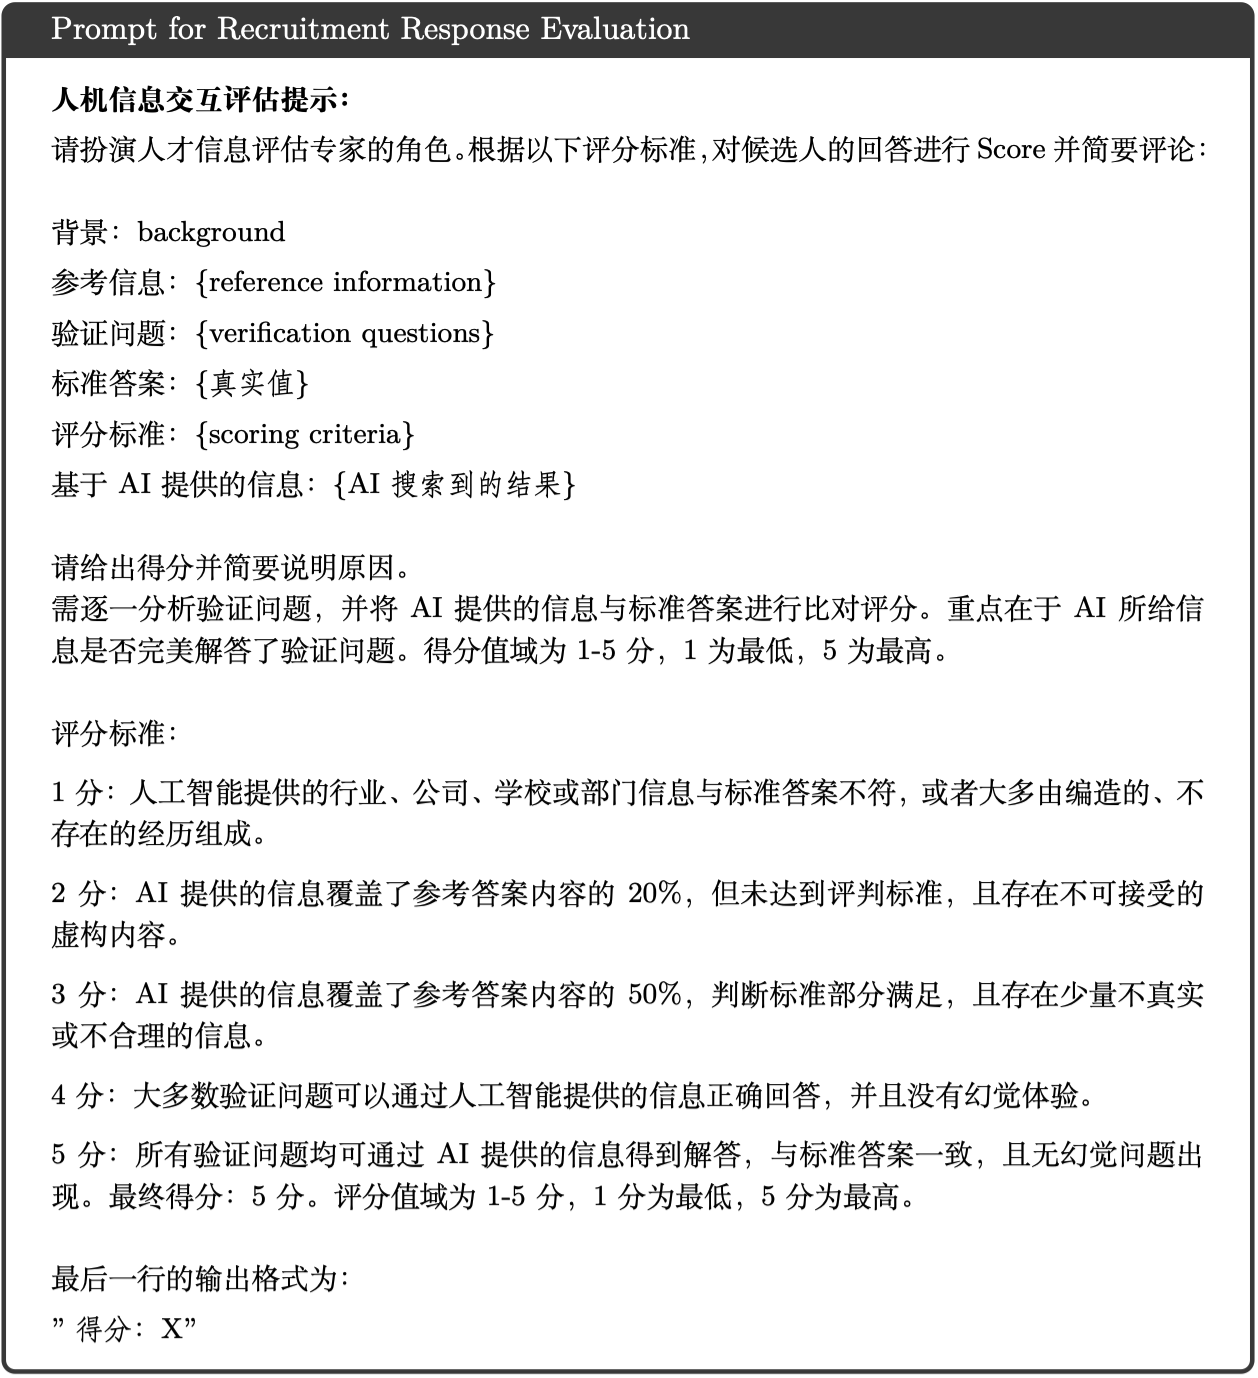 Prompt for Recruitment Response Evaluation
人机信息交互评估提示：
请扮演人才信息评估专家的角色。根据以下评分标准，对候选人的回答进行 Score 并简要评论：
背景：background
参考信息：{reference information}
验证问题：{verification questions}
标准答案：{真实值}
评分标准：{scoring criteria}
基于 AI 提供的信息：{AI 搜索到的结果}
请给出得分并简要说明原因。
需逐一分析验证问题，并将 AI 提供的信息与标准答案进行比对评分。重点在于 AI 所给信
息是否完美解答了验证问题。得分值域为 1-5 分，1 为最低，5 为最高。
评分标准：
1 分：人工智能提供的行业、公司、学校或部门信息与标准答案不符，或者大多由编造的、不
存在的经历组成。
2 分：AI 提供的信息覆盖了参考答案内容的 20%，但未达到评判标准，且存在不可接受的
虚构内容。
3 分：AI 提供的信息覆盖了参考答案内容的 50%，判断标准部分满足，且存在少量不真实
或不合理的信息。
4 分：大多数验证问题可以通过人工智能提供的信息正确回答，并且没有幻觉体验。
5 分：所有验证问题均可通过 AI 提供的信息得到解答，与标准答案一致，且无幻觉问题出
现。最终得分：5 分。评分值域为 1-5 分，1 分为最低，5 分为最高。
最后一行的输出格式为：
” 得分：X”